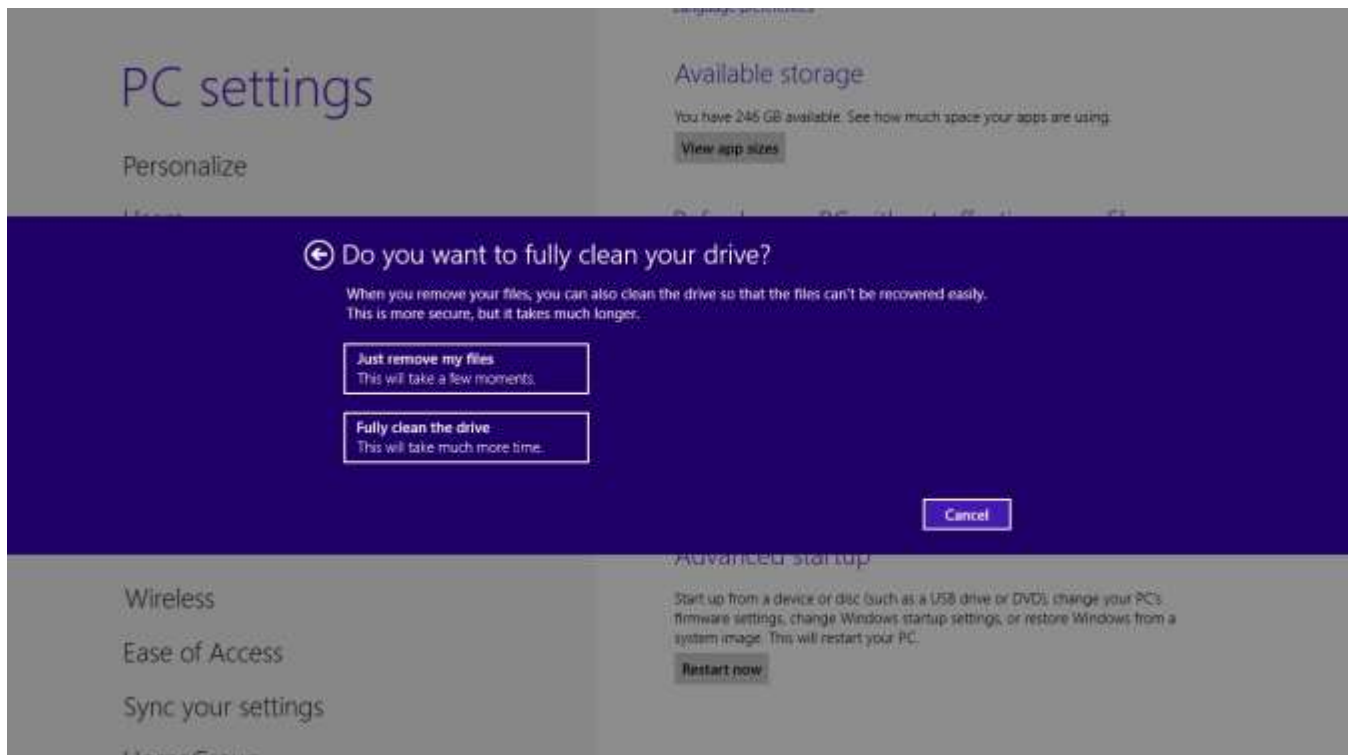 PC settings
Personalize
Available storage
You have 246 GB available. See how much space your apps are using.
View app sizes
Do you want to fully clean your drive?
When you remove your files, you can also clean the drive so that the files can't be recovered easily.
This is more secure, but it takes much longer.
Just remove my files
This will take a few moments.
Fully clean the drive
This will take much more time.
Cancel
Wireless
Ease of Access
Sync your settings
Advanced startup
Start up from a device or disc (such as a USB drive or DVD), change your PC's
firmware settings, change Windows startup settings, or restore Windows from a
system image. This will restart your PC.
Restart now